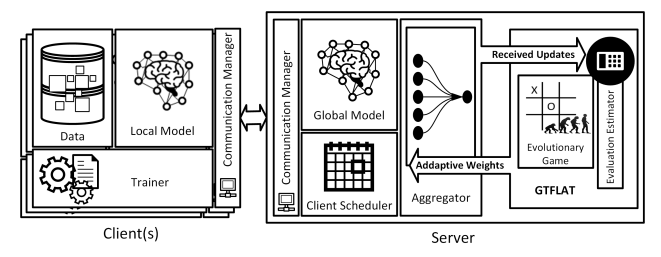 Data
Local Model
Trainer
Communication Manager
Client(s)
Communication Manager
Global Model
Client Scheduler
Aggregator
Received Updates
Addaptive Weights
X
O
Evolutionary
Game
GTFLAT
Evaluation Estimator
Server